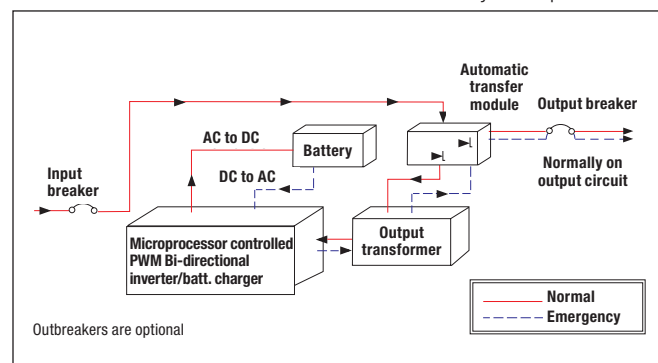 Automatic
transfer
module
Output breaker
AC to DC
Battery
Input
breaker
DC to AC
Normally on
output circuit
Microprocessor controlled
PWM Bi-directional
inverter/batt. charger
Output
transformer
Normal
Emergency
Outbreakers are optional